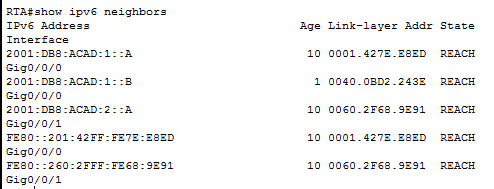 RTA#show ipv6 neighbors
IPv6 Address Age Link-layer Addr State
Interface
2001:DB8:ACAD:1::A 10 0001.427E.E8ED REACH
Gig0/0/0
2001:DB8:ACAD:1::B 1 0040.0BD2.243E REACH
Gig0/0/0
2001:DB8:ACAD:2::A 10 0060.2F68.9E91 REACH
Gig0/0/1
FE80::201:42FF:FE7E:E8ED 10 0001.427E.E8ED REACH
Gig0/0/0
FE80::260:2FFF:FE68:9E91 10 0060.2F68.9E91 REACH
Gig0/0/1